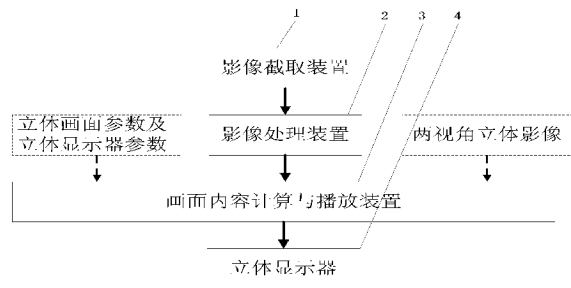 1 2 3 4
影像截取装置
立体画面参数及
立体显示器参数
影像处理装置
两视角立体影像
画面内容计算与播放装置
立体显示器